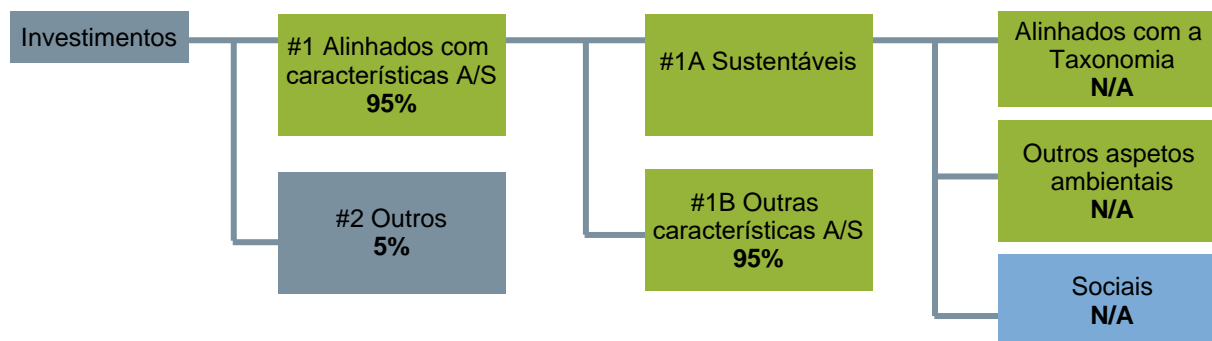 Investimentos
#1 Alinhados com
características A/S
95%
#2 Outros
5%
#1A Sustentáveis
#1B Outras
características A/S
95%
Alinhados com a
Taxonomia
N/A
Outros aspetos
ambientais
N/A
Sociais
N/A